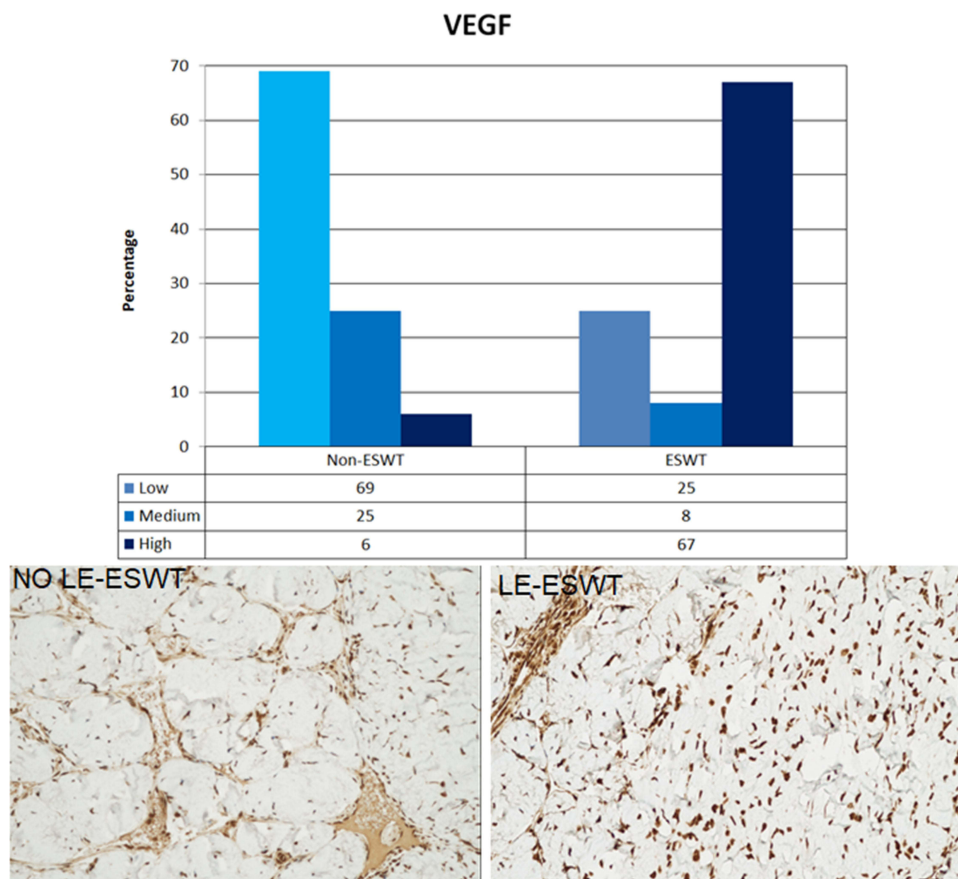 VEGF
70
60
50
40
30
20
10
0
Percentage
Non-ESWT ESWT
Low 69 25
Medium 25 8
High 6 67
NO LE-ESWT LE-ESWT